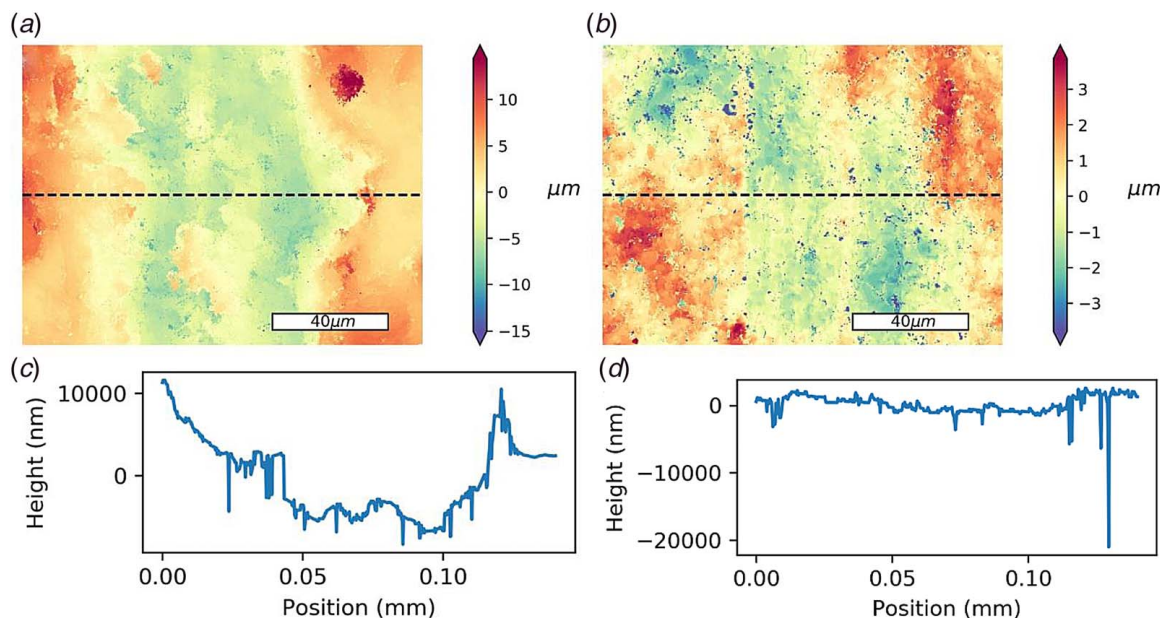 (a)
10
5
0
−5
−10
−15
μm
40μm
(b)
3
2
1
0
−1
−2
−3
μm
40μm
(c)
10000
0
Height (nm)
0.00
0.05
0.10
Position (mm)
(d)
0
−10000
−20000
Height (nm)
0.00
0.05
0.10
Position (mm)